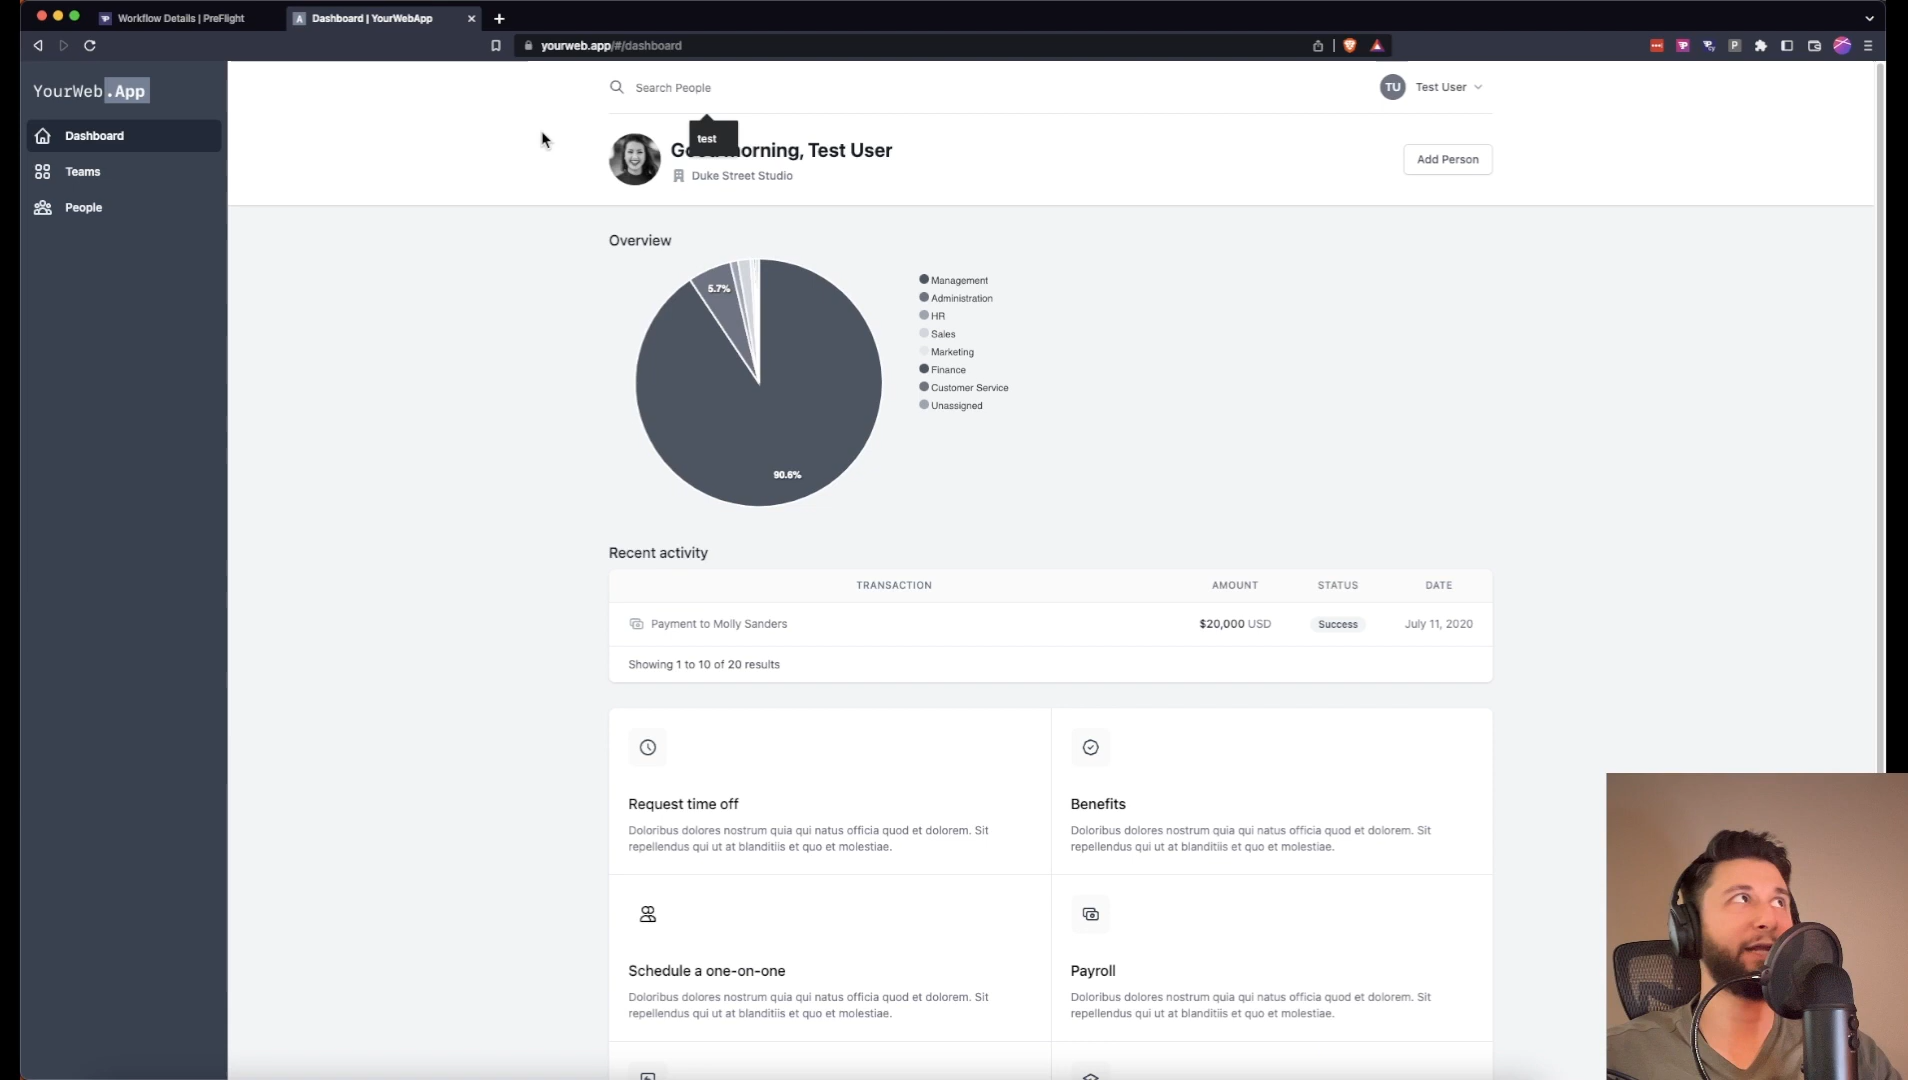 Workflow Details | PreFlight
A Dashboard | YourWebApp
yourweb.app/#/dashboard
YourWeb.App
Dashboard
Teams
People
Search People
TU Test User
test
Good morning, Test User
Duke Street Studio
Add Person
Overview
5.7%
90.6%
Management
Administration
HR
Sales
Marketing
Finance
Customer Service
Unassigned
Recent activity
TRANSACTION AMOUNT STATUS DATE
Payment to Molly Sanders $20,000 USD Success July 11, 2020
Showing 1 to 10 of 20 results
Request time off
Doloribus dolores nostrum quia qui natus officia quod et dolorem. Sit
repellendus qui ut at blanditiis et quo et molestiae.
Benefits
Doloribus dolores nostrum quia qui natus officia quod et dolorem. Sit
repellendus qui ut at blanditiis et quo et molestiae.
Schedule a one-on-one
Doloribus dolores nostrum quia qui natus officia quod et dolorem. Sit
repellendus qui ut at blanditiis et quo et molestiae.
Payroll
Doloribus dolores nostrum quia qui natus officia quod et dolorem. Sit
repellendus qui ut at blanditiis et quo et molestiae.